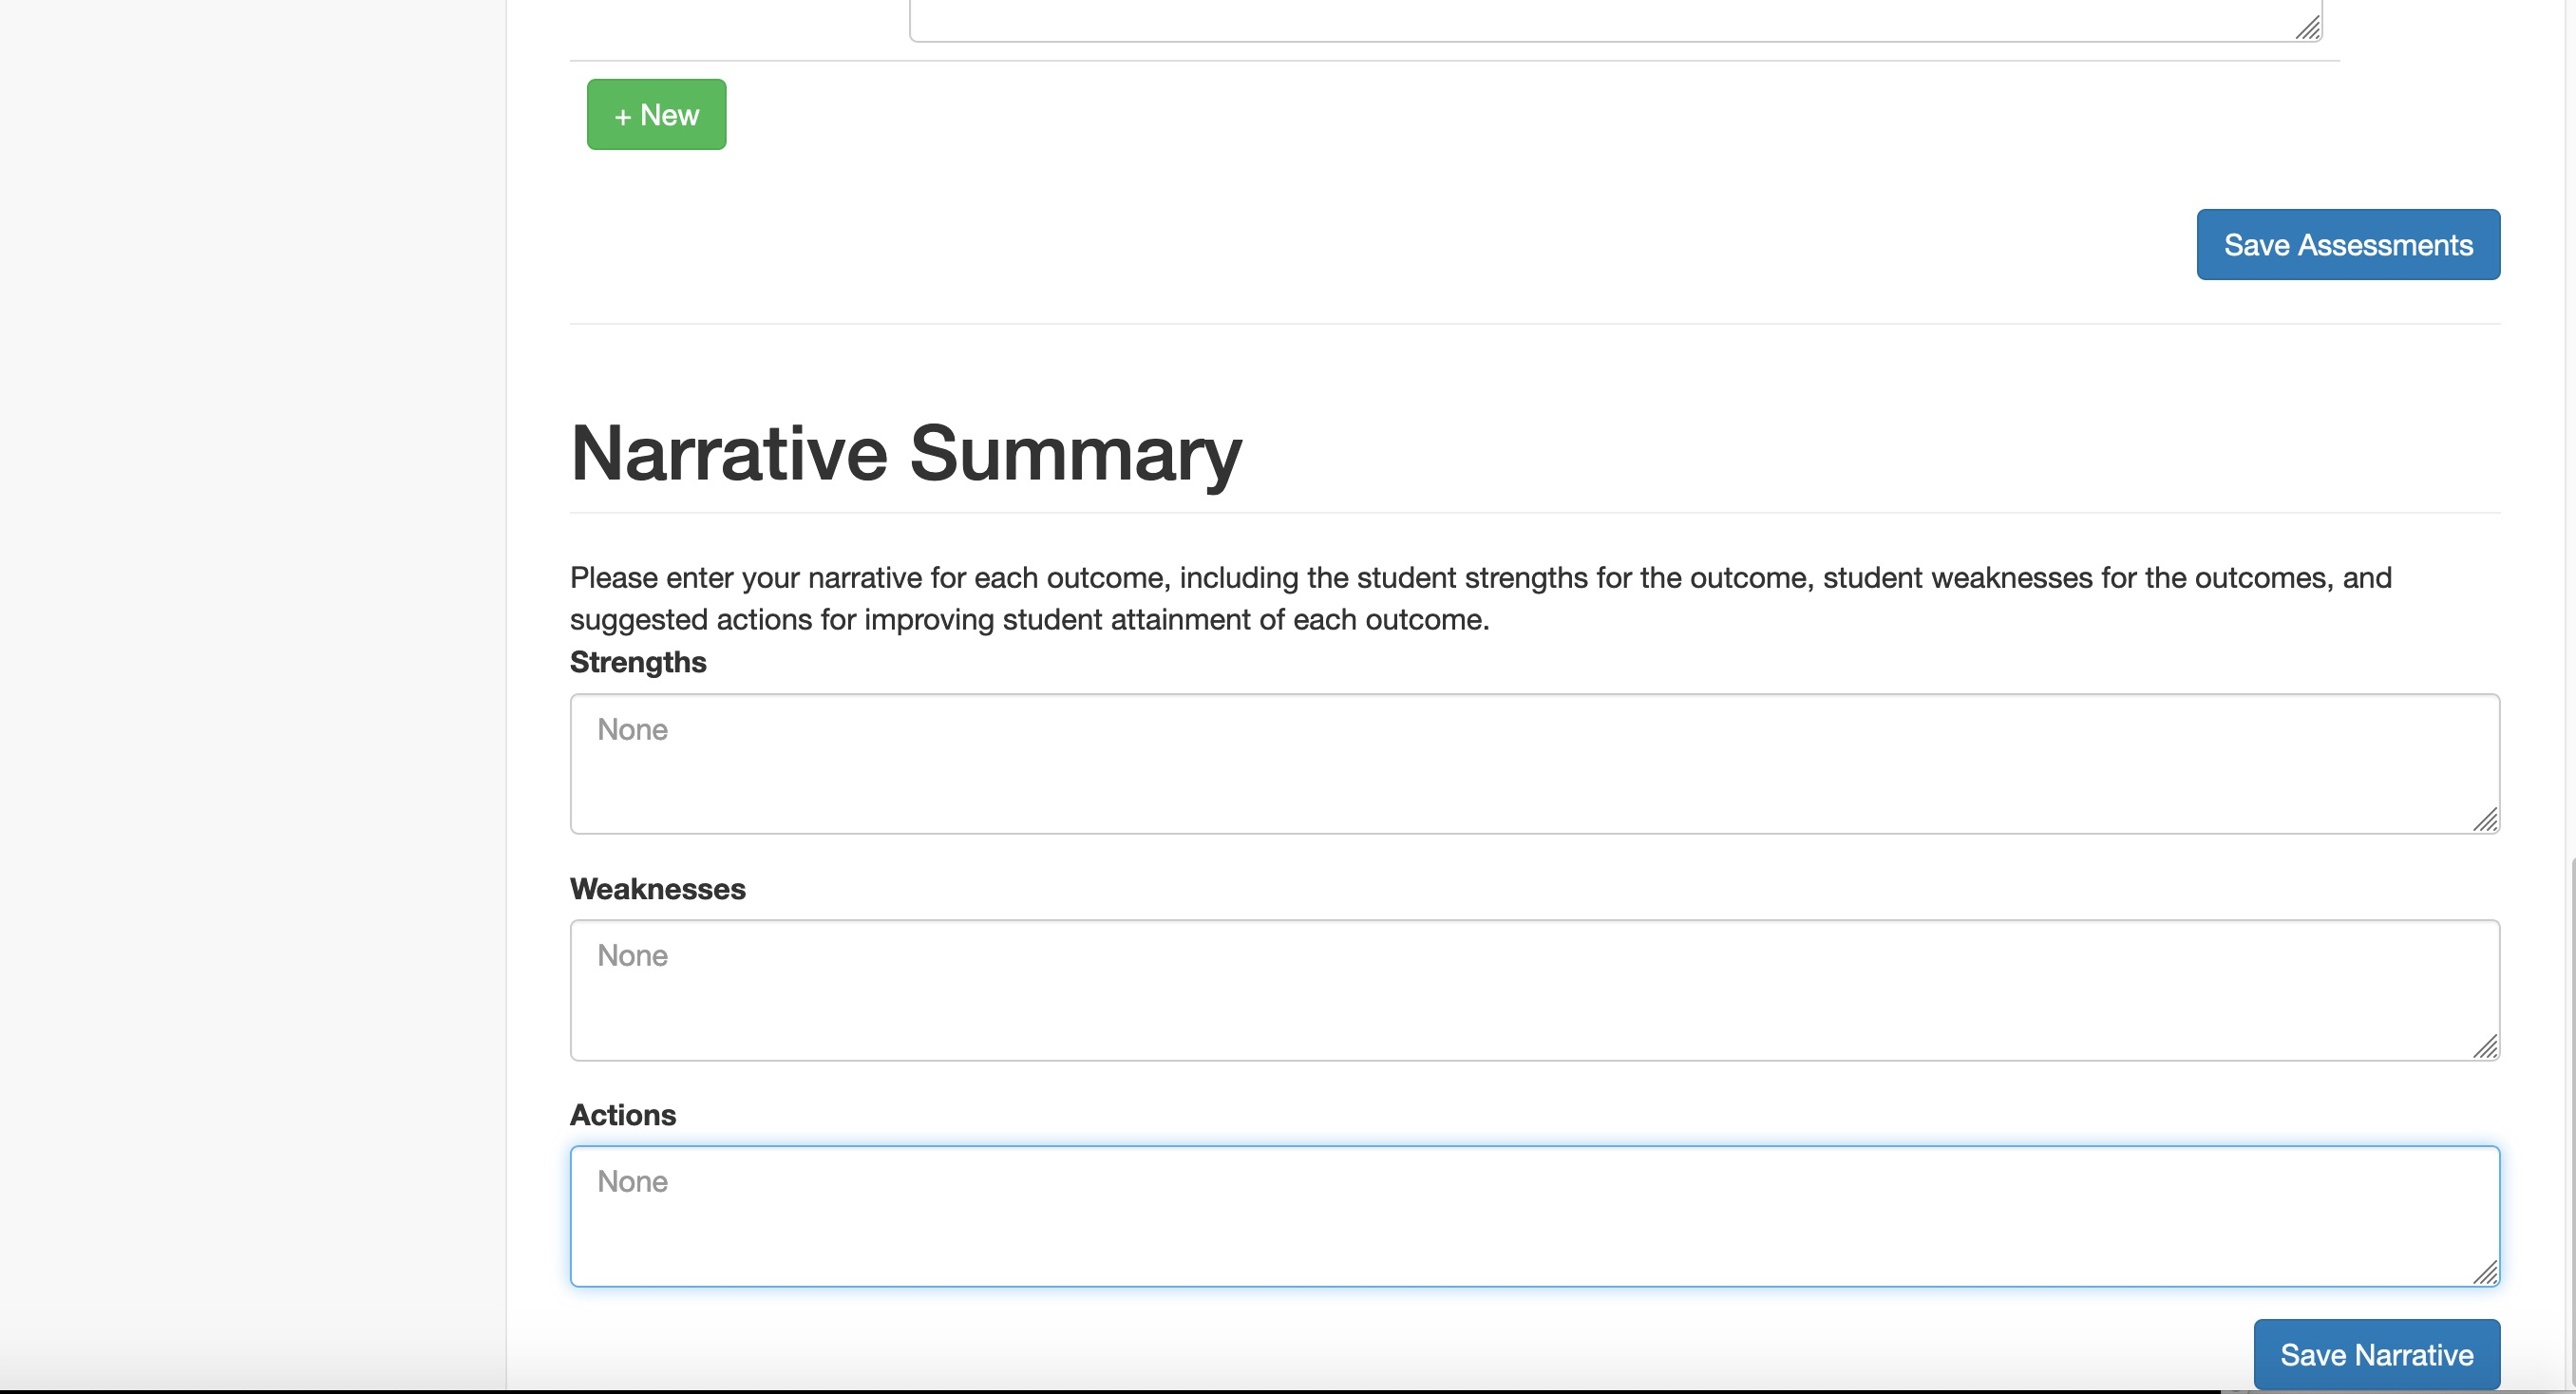 + New
Save Assessments
Narrative Summary
Please enter your narrative for each outcome, including the student strengths for the outcome, student weaknesses for the outcomes, and
suggested actions for improving student attainment of each outcome.
Strengths
None
Weaknesses
None
Actions
None
Save Narrative